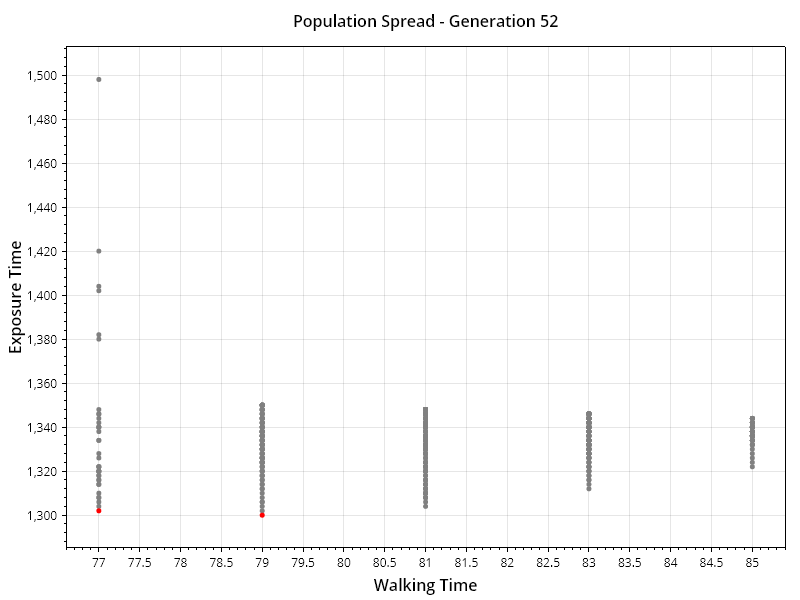 Population Spread - Generation 52
1,500
1,480
1,460
1,440
1,420
1,400
1,380
1,360
1,340
1,320
1,300
Exposure Time
77 77.5 78 78.5 79 79.5 80 80.5 81 81.5 82 82.5 83 83.5 84 84.5 85
Walking Time